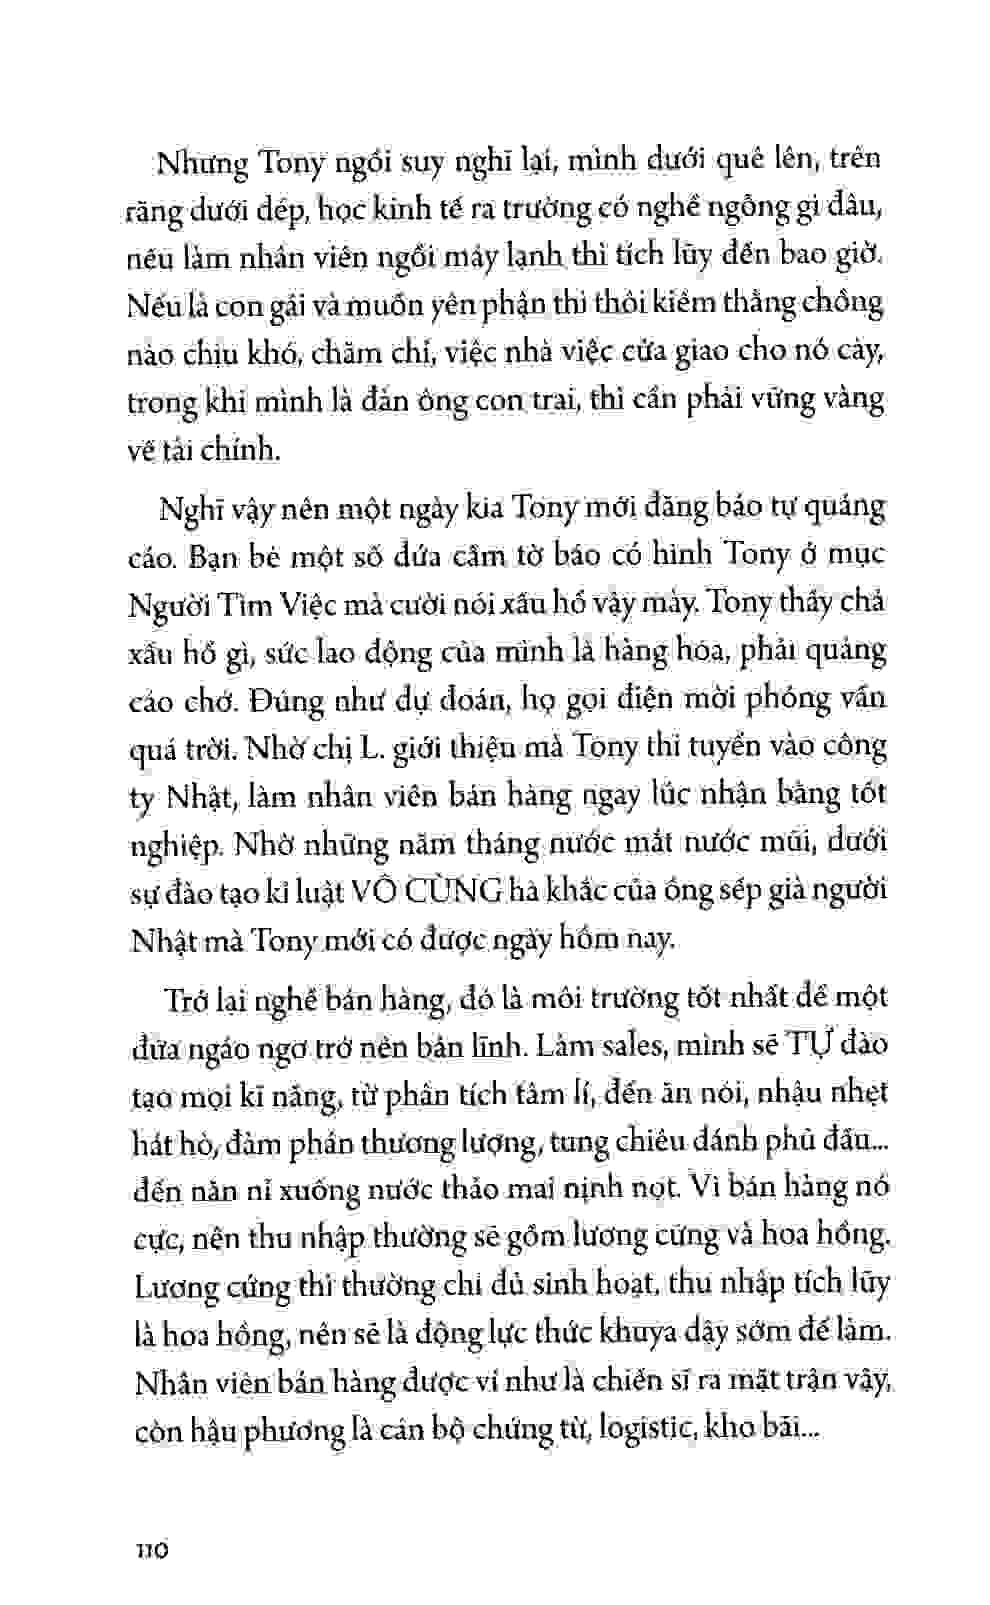 Nhưng Tony ngồi suy nghĩ lại, mình dưới quê lên, trên
răng dưới dép, học kinh tế ra trường có nghề ngỗng gì đâu,
nếu làm nhân viên ngồi máy lạnh thì tích lũy đến bao giờ.
Nếu là con gái và muốn yên phận thì thôi kiếm thằng chồng
nào chịu khó, chăm chỉ, việc nhà việc cửa giao cho nó cày,
trong khi mình là đàn ông con trai, thì cần phải vững vàng
về tài chính.
Nghĩ vậy nên một ngày kia Tony mới đăng báo tự quảng
cáo. Bạn bè một số đứa cầm tờ báo có hình Tony ở mục
Người Tìm Việc mà cười nói xấu hổ vậy mày. Tony thấy chả
xấu hổ gì, sức lao động của mình là hàng hóa, phải quảng
cáo chớ. Đúng như dự đoán, họ gọi điện mời phỏng vấn
quá trời. Nhờ chị L. giới thiệu mà Tony thi tuyển vào công
ty Nhật, làm nhân viên bán hàng ngay lúc nhận bằng tốt
nghiệp. Nhờ những năm tháng nước mắt nước mũi, dưới
sự đào tạo kỉ luật VÔ CÙNG hà khắc của ông sếp già người
Nhật mà Tony mới có được ngày hôm nay.
Trở lại nghề bán hàng, đó là môi trường tốt nhất để một
đứa ngáo ngơ trở nên bản lĩnh. Làm sales, mình sẽ TỰ đào
tạo mọi kĩ năng, từ phân tích tâm lí, đến ăn nói, nhậu nhẹt
hát hò, đàm phán thương lượng, tung chiêu đánh phủ đầu...
đến năn nỉ xuống nước thảo mai nịnh nọt. Vì bán hàng nó
cực, nên thu nhập thường sẽ gồm lương cứng và hoa hồng.
Lương cứng thì thường chỉ đủ sinh hoạt, thu nhập tích lũy
là hoa hồng, nên sẽ là động lực thức khuya dậy sớm để làm.
Nhân viên bán hàng được ví như là chiến sĩ ra mặt trận vậy,
còn hậu phương là cán bộ chứng từ, logistic, kho bãi...
110